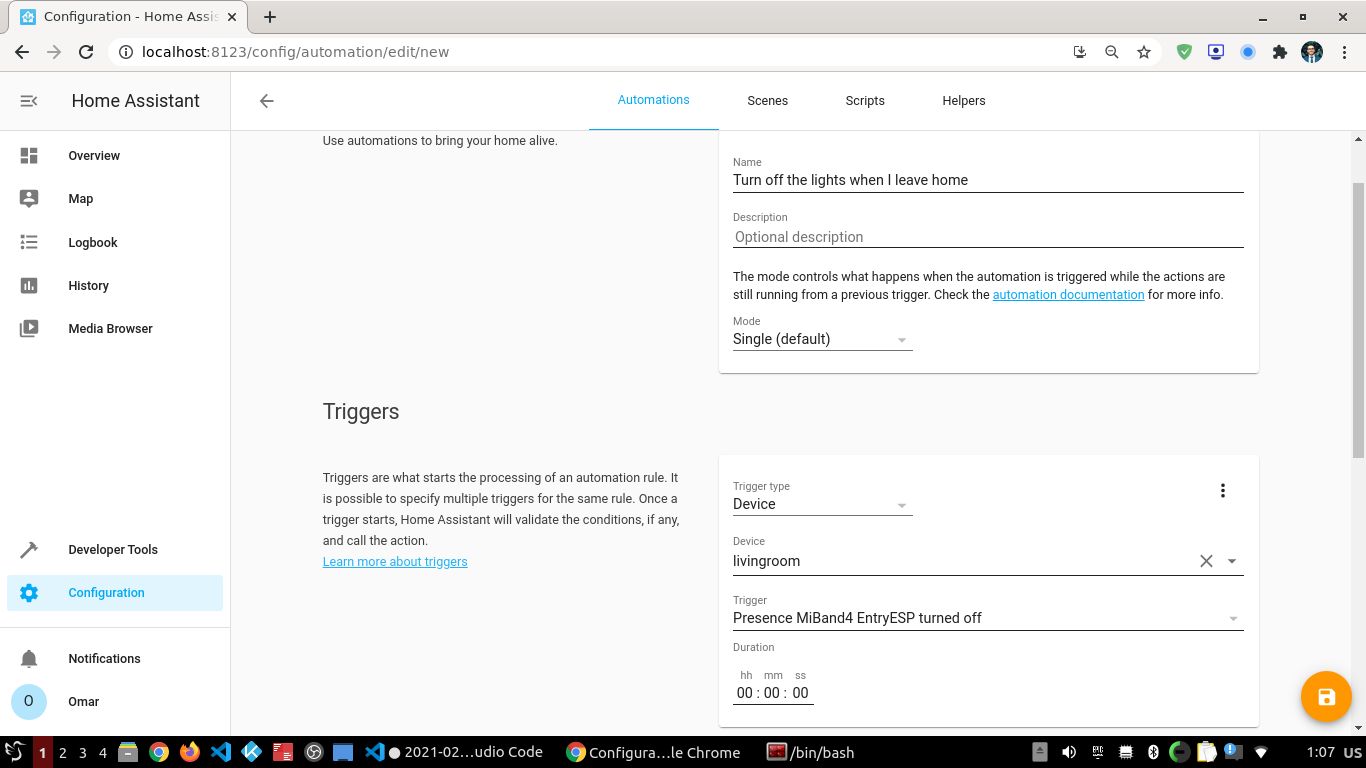 Configuration - Home Assis
localhost:8123/config/automation/edit/new
Home Assistant
Automations
Scenes
Scripts
Helpers
Overview
Map
Logbook
History
Media Browser
Developer Tools
Configuration
Notifications
O
Omar
Use automations to bring your home alive.
Name
Turn off the lights when I leave home
Description
Optional description
The mode controls what happens when the automation is triggered while the actions are
still running from a previous trigger. Check the automation documentation for more info.
Mode
Single (default)
Triggers
Triggers are what starts the processing of an automation rule. It
is possible to specify multiple triggers for the same rule. Once a
trigger starts, Home Assistant will validate the conditions, if any,
and call the action.
Learn more about triggers
Trigger type
Device
Device
livingroom
Trigger
Presence MiBand4 EntryESP turned off
Duration
hh mm ss
00 : 00 : 00
1 2 3 4
2021-02...udio Code
Configura...le Chrome
/bin/bash
1:07 US